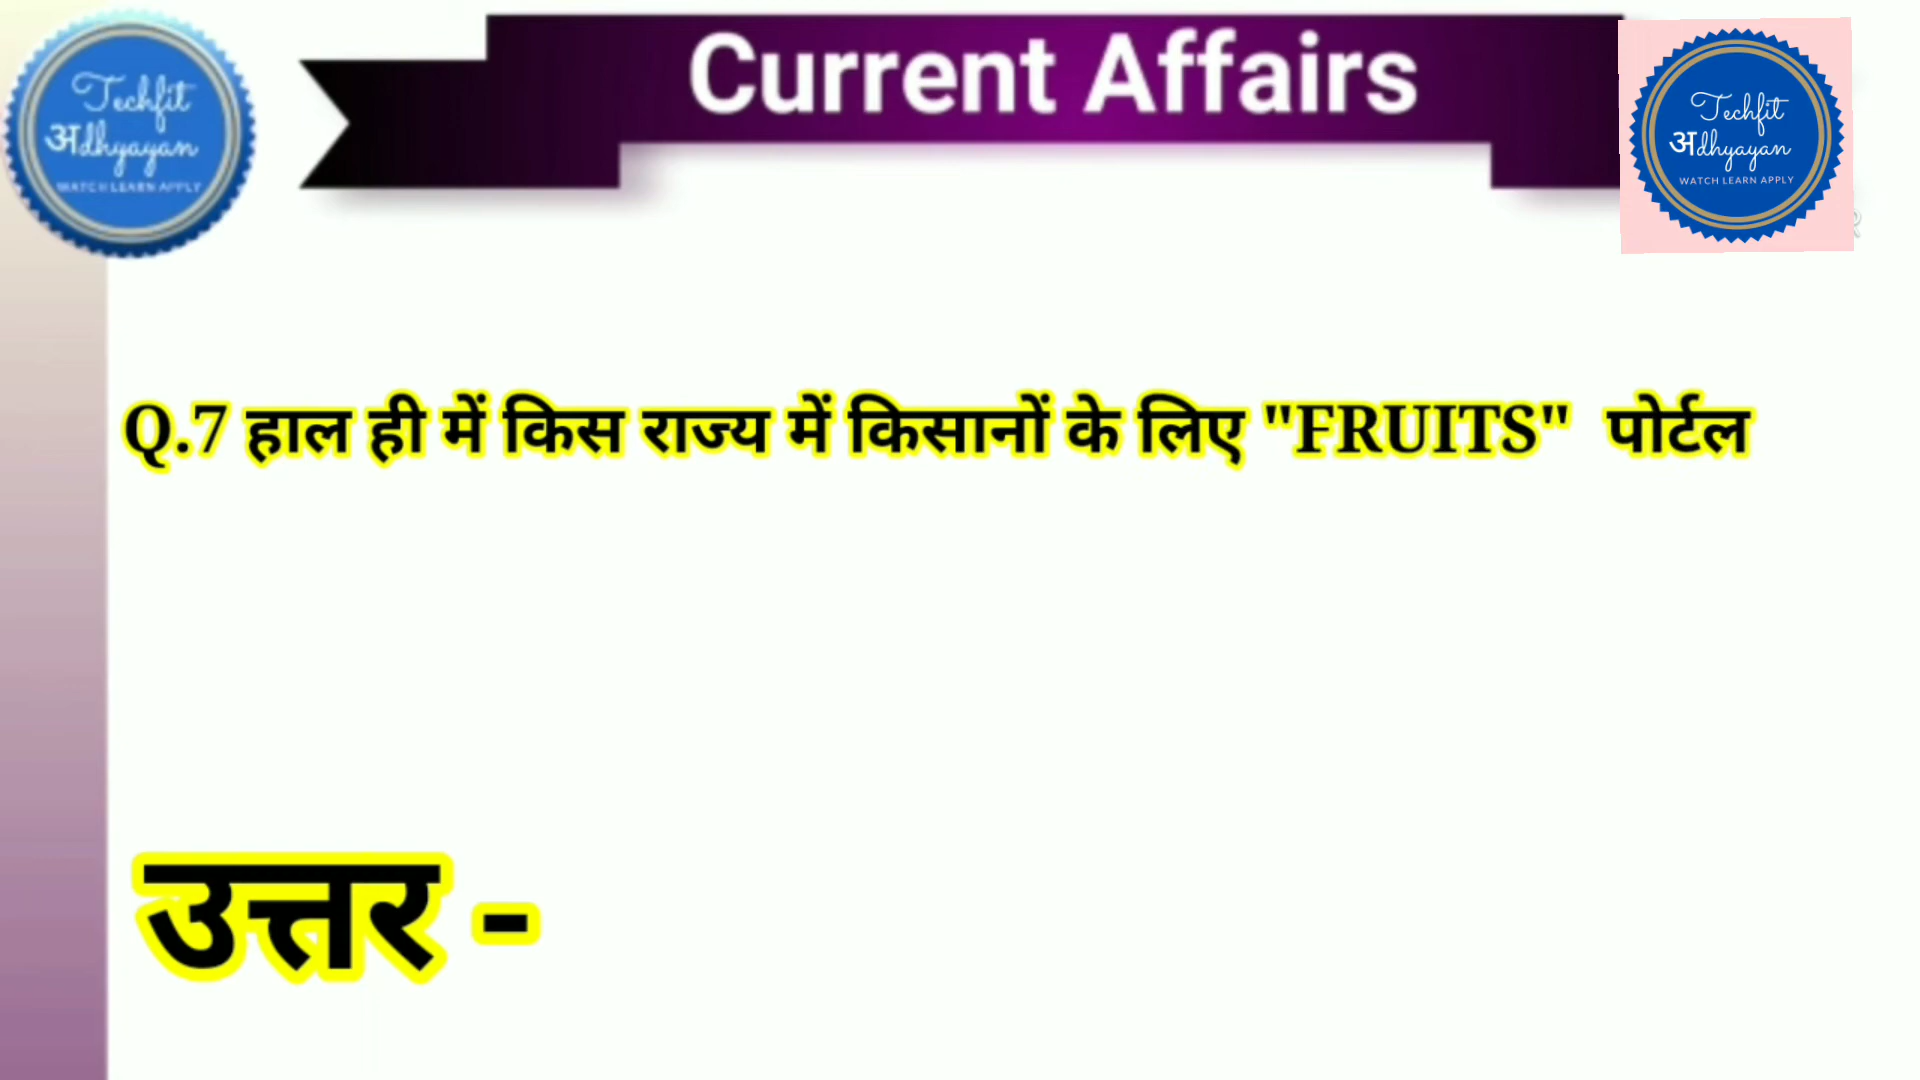 Current Affairs
Techfit
अdhyayan
WATCH LEARN APPLY
Techfit
अdhyayan
WATCH LEARN APPLY
Q.7 हाल ही में किस राज्य में किसानों के लिए "FRUITS" पोर्टल
उत्तर -